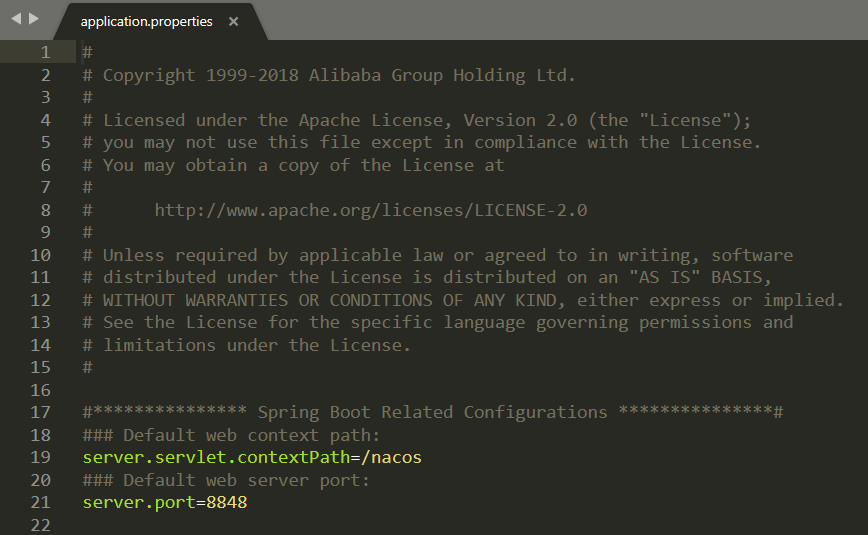 application.properties ×
1 #
2 # Copyright 1999-2018 Alibaba Group Holding Ltd.
3 #
4 # Licensed under the Apache License, Version 2.0 (the "License");
5 # you may not use this file except in compliance with the License.
6 # You may obtain a copy of the License at
7 #
8 #      http://www.apache.org/licenses/LICENSE-2.0
9 #
10 # Unless required by applicable law or agreed to in writing, software
11 # distributed under the License is distributed on an "AS IS" BASIS,
12 # WITHOUT WARRANTIES OR CONDITIONS OF ANY KIND, either express or implied.
13 # See the License for the specific language governing permissions and
14 # limitations under the License.
15 #
16
17 #*************** Spring Boot Related Configurations ***************#
18 ### Default web context path:
19 server.servlet.contextPath=/nacos
20 ### Default web server port:
21 server.port=8848
22